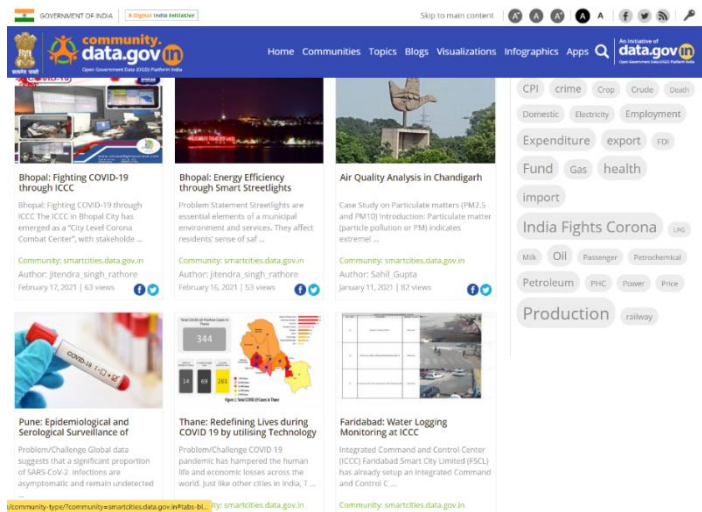 GOVERNMENT OF INDIA
A Digital India Initiative
Skip to main content
A+ A A- A A
community.
data.gov in
Open Government Data (OGD) Platform India
Home Communities Topics Blogs Visualizations Infographics Apps
An Initiative of
data.gov in
Bhopal: Fighting COVID-19
through ICCC
Bhopal: Fighting COVID-19 through
ICCC The ICCC in Bhopal City has
emerged as a "City Level Corona
Combat Center", with stakeholde ...
Community: smartcities.data.gov.in
Author: jitendra_singh_rathore
February 17, 2021 | 63 views
Bhopal: Energy Efficiency
through Smart Streetlights
Problem Statement Streetlights are
essential elements of a municipal
environment and services. They affect
residents' sense of saf ...
Community: smartcities.data.gov.in
Author: jitendra_singh_rathore
February 16, 2021 | 53 views
Air Quality Analysis in Chandigarh
Case Study on Particulate matters (PM2.5
and PM10) Introduction: Particulate matter
(particle pollution or PM) indicates
extremel ...
Community: smartcities.data.gov.in
Author: Sahil_Gupta
January 11, 2021 | 82 views
CPI crime Crop Crude Death
Domestic Electricity Employment
Expenditure export FDI
Fund Gas health
import
India Fights Corona LPG
Milk Oil Passenger Petrochemical
Petroleum PHC Power Price
Production railway
COVID-19
Pune: Epidemiological and
Serological Surveillance of
Problem/Challenge Global data
suggests that a significant proportion
of SARS-CoV-2 infections are
asymptomatic and remain undetected
...
344
14 69 261
Thane: Redefining Lives during
COVID 19 by utilising Technology
Problem/Challenge COVID 19
pandemic has hampered the human
life and economic losses across the
world. Just like other cities in India, T ...
smartcities.data.gov.in
Faridabad: Water Logging
Monitoring at ICCC
Integrated Command and Control Center
(ICCC) Faridabad Smart City Limited (FSCL)
has already setup an Integrated Command
and Control C ...
Community: smartcities.data.gov.in
/community-type/?community=smartcities.data.gov.in#tabs-bl...